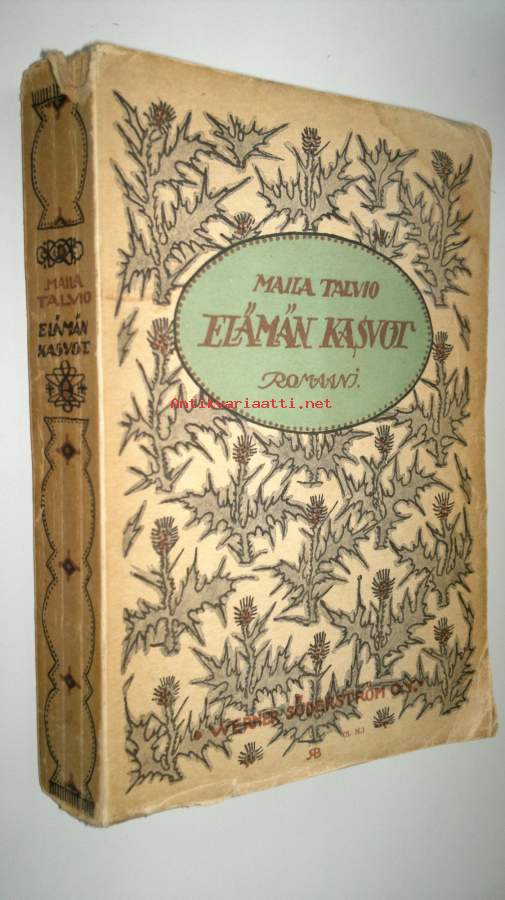 MAILA
TALVIO
ELÄMÄN
KASVOT
MAILA TALVIO
ELÄMÄN KASVOT
ROMAANI.
Antikvariaatti.net
WERNER SÖDERSTRÖM O.Y.